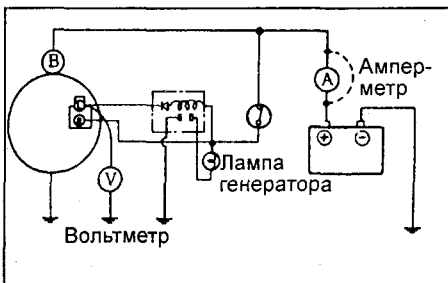 B
A
Ампер-
метр
+ −
Лампа
генератора
V
Вольтметр